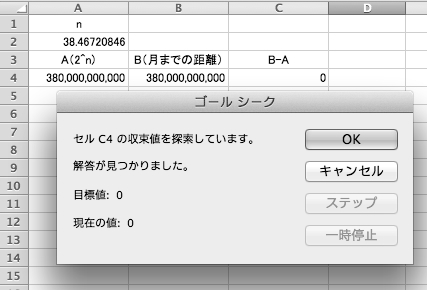 A B C D
1 n
2 38.46720846
3 A(2^n) B(月までの距離) B-A
4 380,000,000,000 380,000,000,000 0
5
ゴール シーク
6
7 セル C4 の収束値を探索しています。 OK
8
9 解答が見つかりました。 キャンセル
10
11 目標値: 0 ステップ
12
13 現在の値: 0 一時停止
14
15